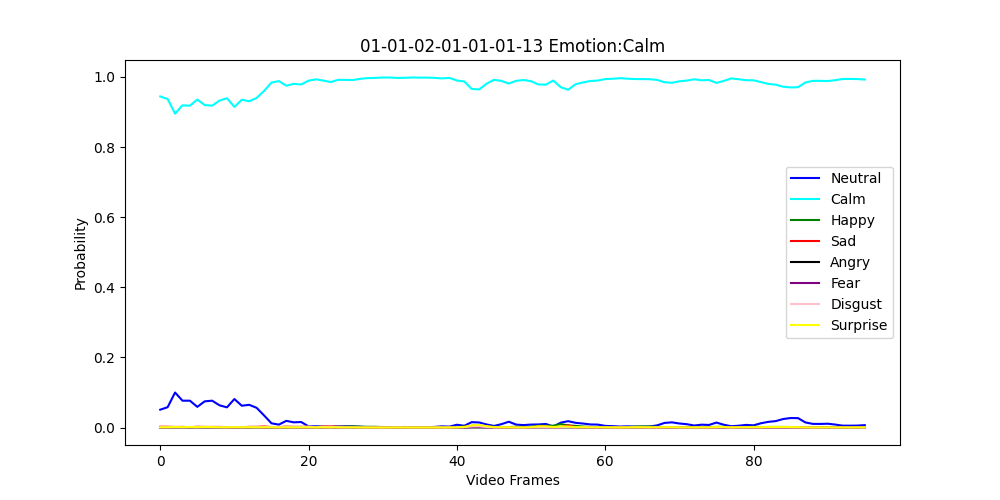 01-01-02-01-01-01-13 Emotion:Calm
Probability
1.0
0.8
0.6
0.4
0.2
0.0
Neutral
Calm
Happy
Sad
Angry
Fear
Disgust
Surprise
0 20 40 60 80
Video Frames